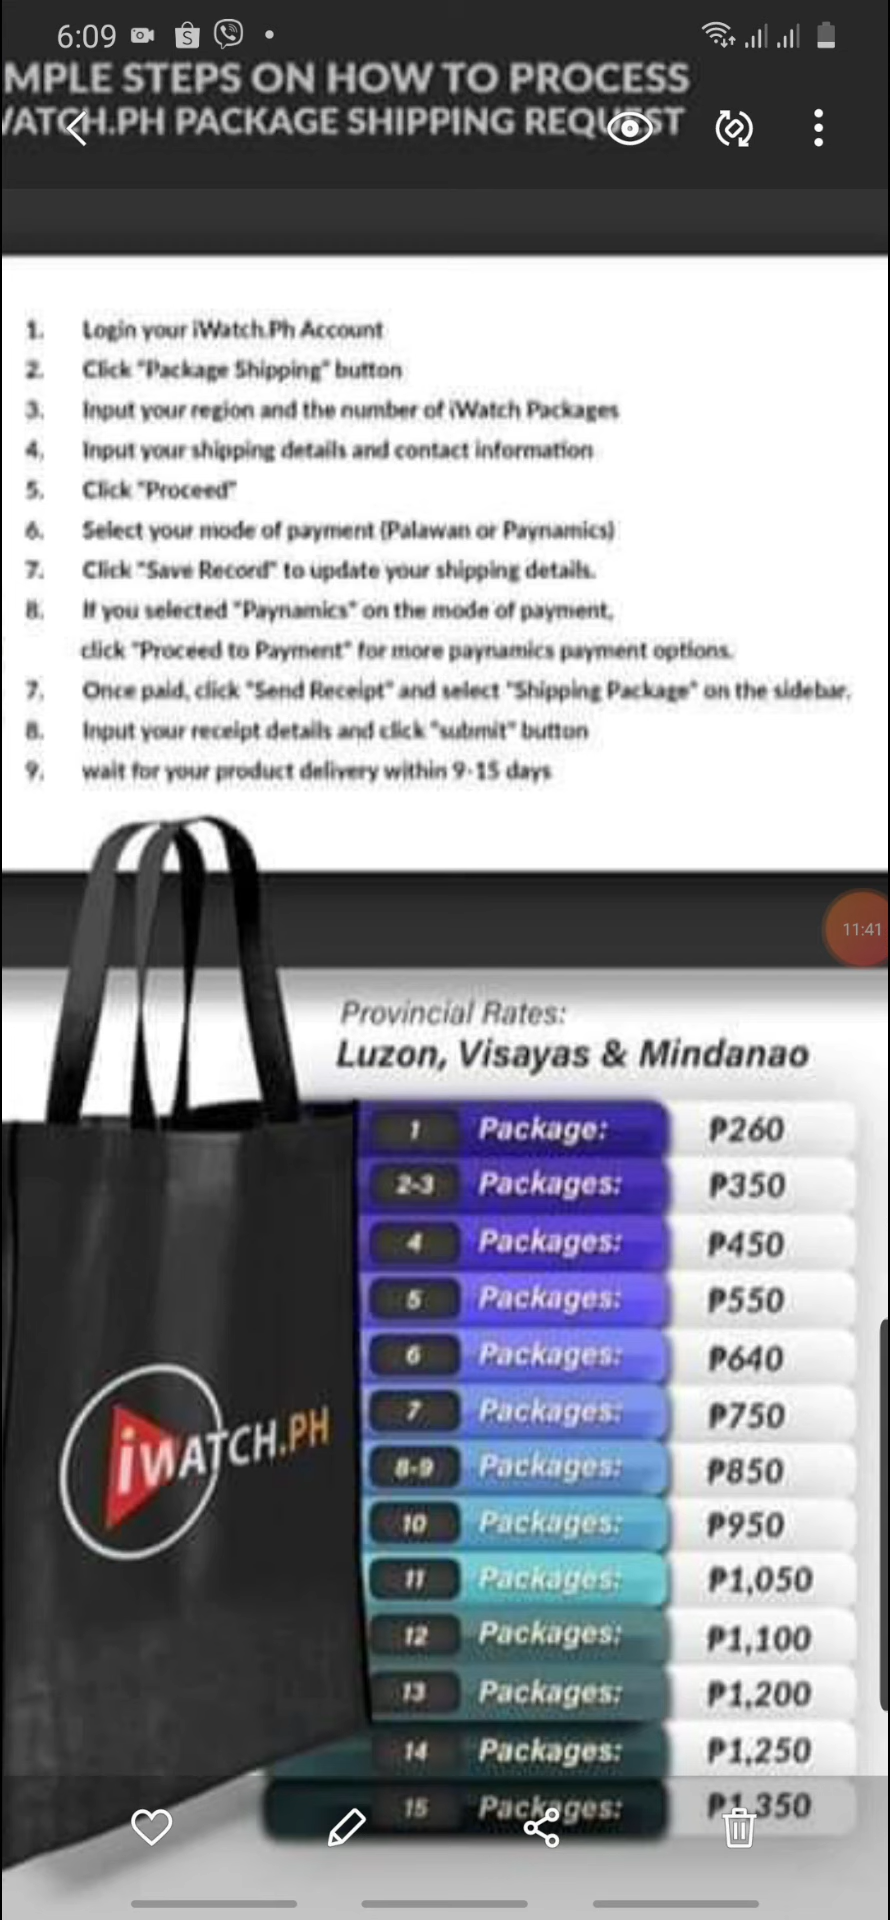 6:09
MPLE STEPS ON HOW TO PROCESS
WATCH.PH PACKAGE SHIPPING REQUEST
1. Login your iWatch.Ph Account
2. Click "Package Shipping" button
3. Input your region and the number of iWatch Packages
4. Input your shipping details and contact information
5. Click "Proceed"
6. Select your mode of payment (Palawan or Paynamics)
7. Click "Save Record" to update your shipping details.
8. If you selected "Paynamics" on the mode of payment,
click "Proceed to Payment" for more paynamics payment options.
7. Once paid, click "Send Receipt" and select "Shipping Package" on the sidebar.
8. Input your receipt details and click "submit" button
9. wait for your product delivery within 9-15 days
11:41
Provincial Rates:
Luzon, Visayas & Mindanao
1 Package: ₱260
2-3 Packages: ₱350
4 Packages: ₱450
5 Packages: ₱550
6 Packages: ₱640
7 Packages: ₱750
8-9 Packages: ₱850
10 Packages: ₱950
11 Packages: ₱1,050
12 Packages: ₱1,100
13 Packages: ₱1,200
14 Packages: ₱1,250
15 Packages: ₱1,350
iWATCH.PH